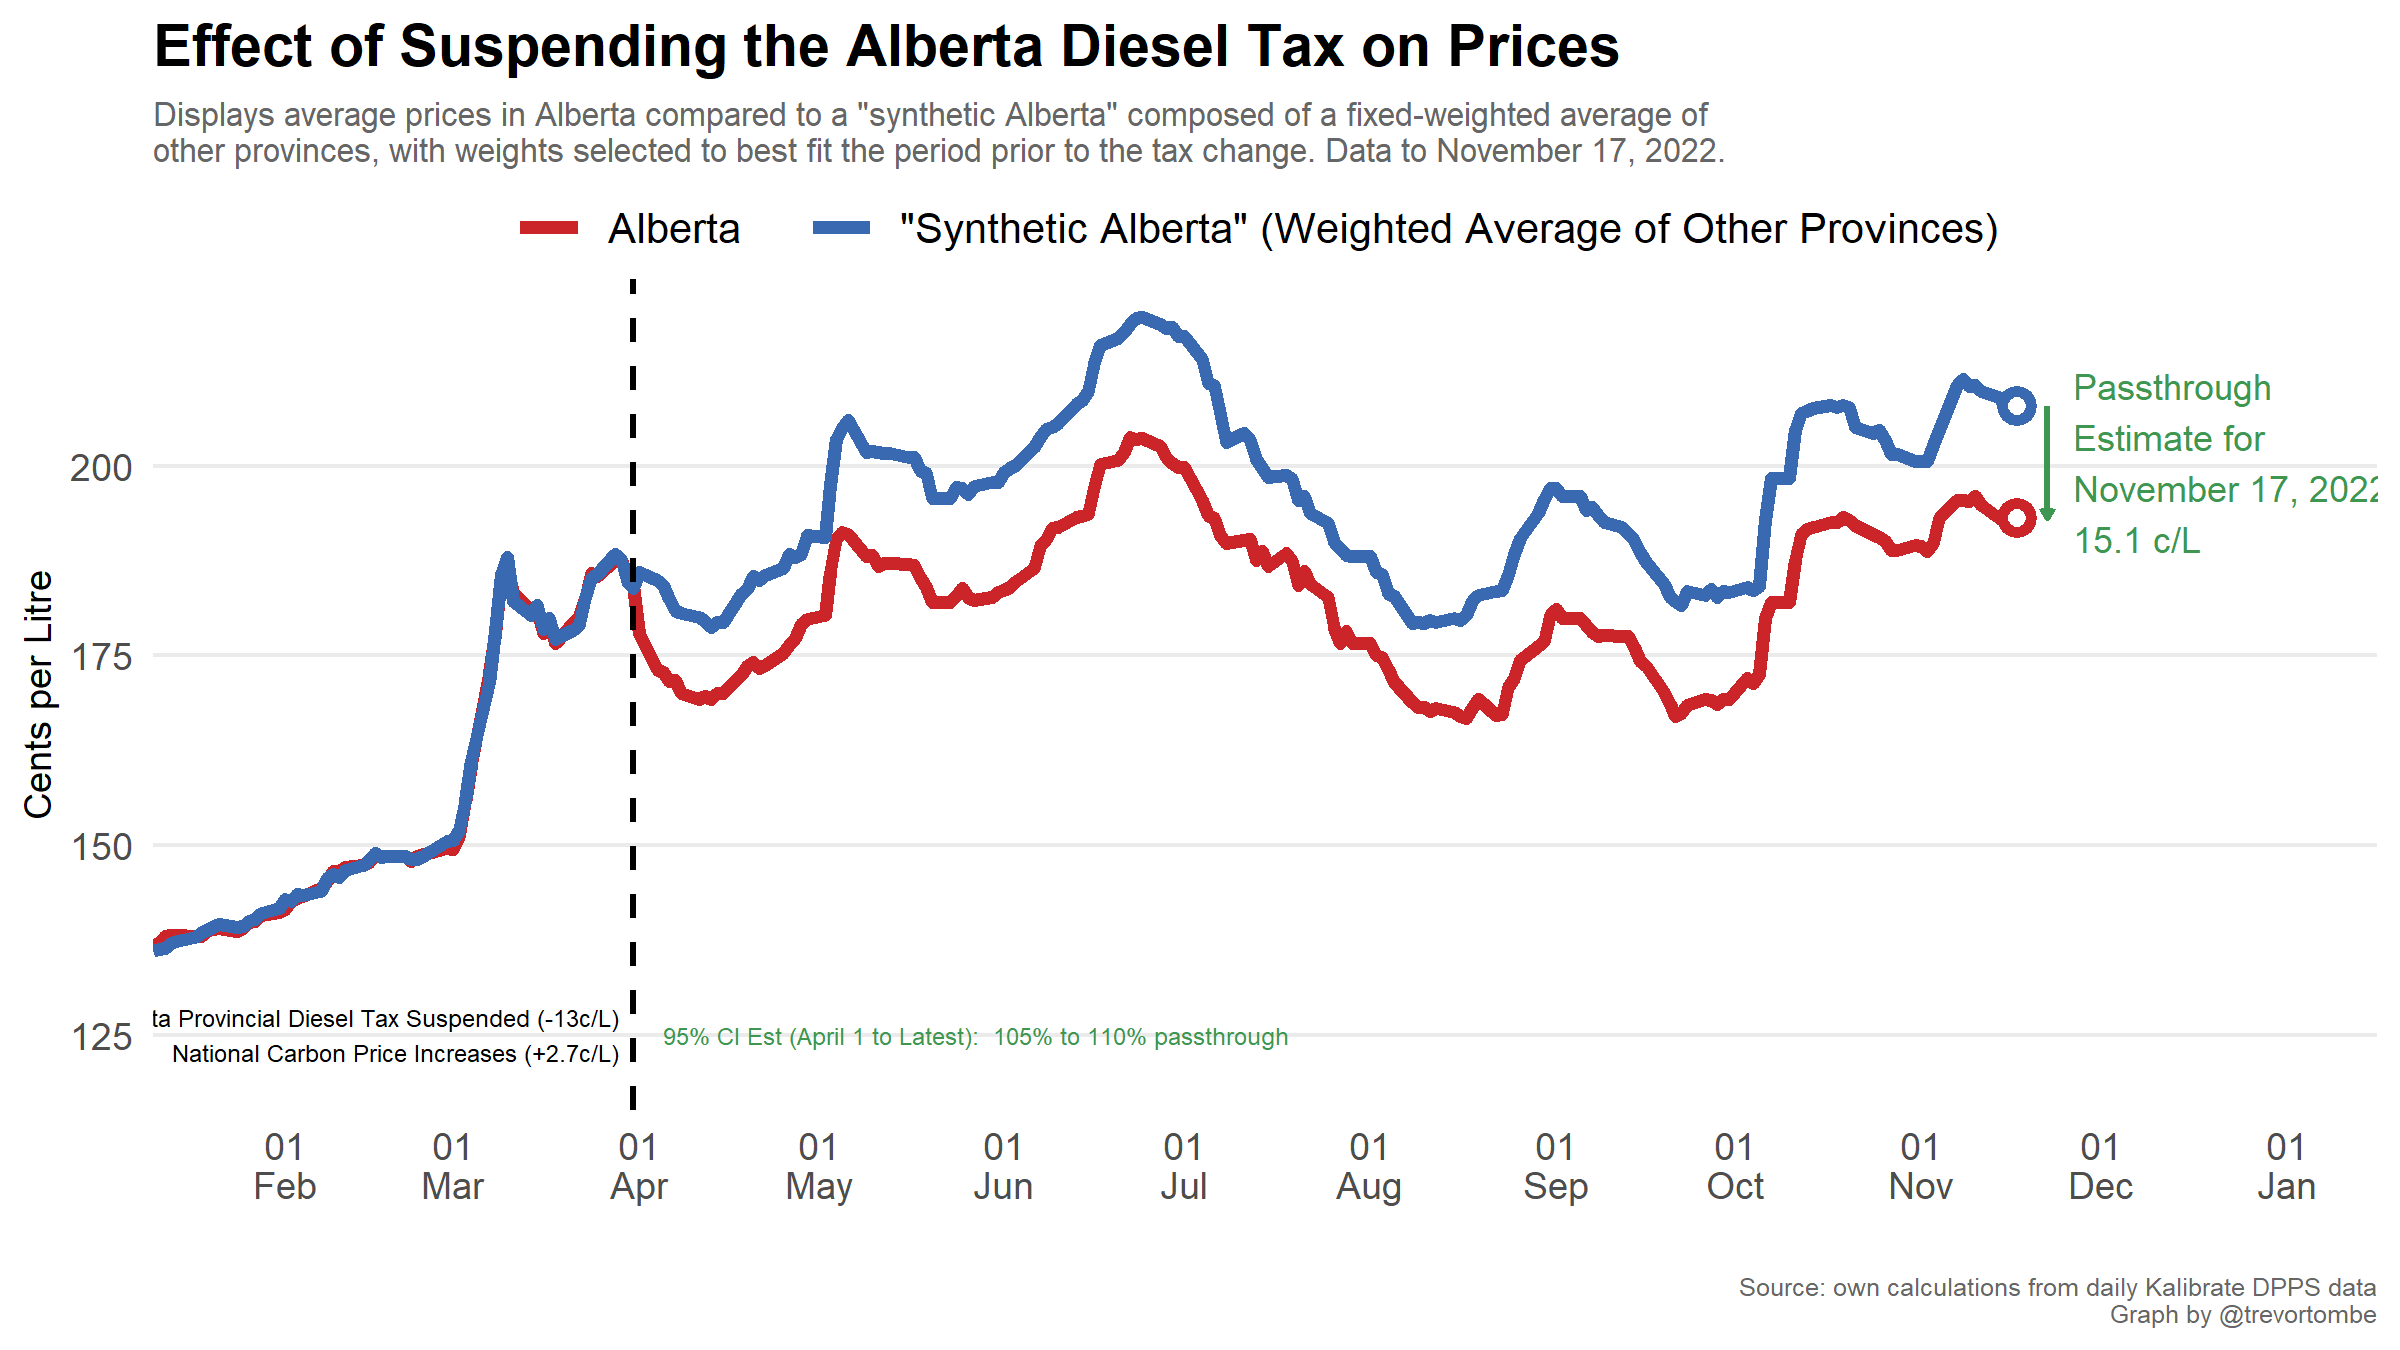 Effect of Suspending the Alberta Diesel Tax on Prices
Displays average prices in Alberta compared to a "synthetic Alberta" composed of a fixed-weighted average of
other provinces, with weights selected to best fit the period prior to the tax change. Data to November 17, 2022.
Alberta
"Synthetic Alberta" (Weighted Average of Other Provinces)
Cents per Litre
200
175
150
125
Passthrough
Estimate for
November 17, 2022
15.1 c/L
ta Provincial Diesel Tax Suspended (-13c/L)
National Carbon Price Increases (+2.7c/L)
95% CI Est (April 1 to Latest): 105% to 110% passthrough
01 Feb
01 Mar
01 Apr
01 May
01 Jun
01 Jul
01 Aug
01 Sep
01 Oct
01 Nov
01 Dec
01 Jan
Source: own calculations from daily Kalibrate DPPS data
Graph by @trevortombe